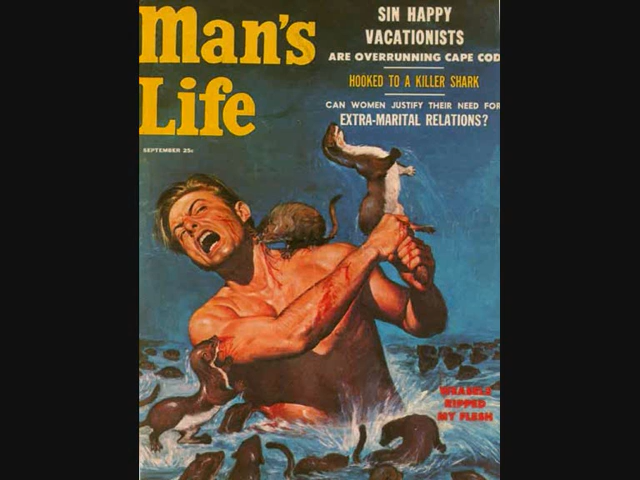 Man's
Life
SEPTEMBER 25c
SIN HAPPY
VACATIONISTS
ARE OVERRUNNING CAPE COD
HOOKED TO A KILLER SHARK
CAN WOMEN JUSTIFY THEIR NEED FOR
EXTRA-MARITAL RELATIONS?
WEASELS
RIPPED
MY FLESH